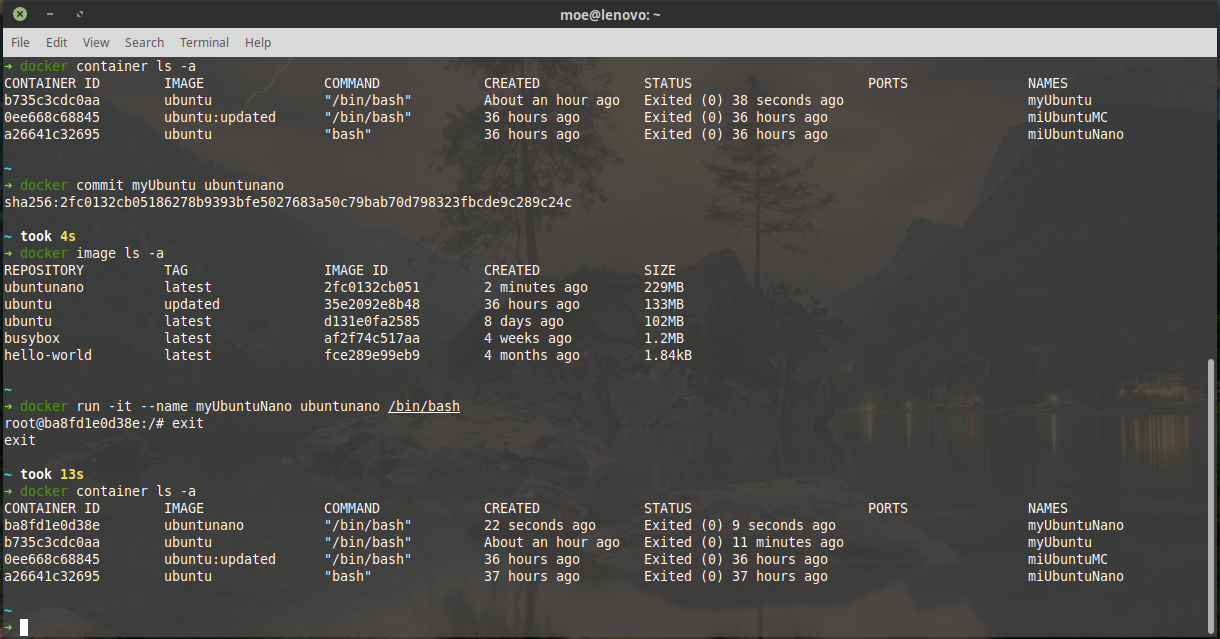 moe@lenovo: ~
File Edit View Search Terminal Help
→ docker container ls -a
CONTAINER ID IMAGE COMMAND CREATED STATUS PORTS NAMES
b735c3cdc0aa ubuntu "/bin/bash" About an hour ago Exited (0) 38 seconds ago myUbuntu
0ee668c68845 ubuntu:updated "/bin/bash" 36 hours ago Exited (0) 36 hours ago miUbuntuMC
a26641c32695 ubuntu "bash" 36 hours ago Exited (0) 36 hours ago miUbuntuNano
~
→ docker commit myUbuntu ubuntunano
sha256:2fc0132cb05186278b9393bfe5027683a50c79bab70d798323fbcde9c289c24c
~ took 4s
→ docker image ls -a
REPOSITORY TAG IMAGE ID CREATED SIZE
ubuntunano latest 2fc0132cb051 2 minutes ago 229MB
ubuntu updated 35e2092e8b48 36 hours ago 133MB
ubuntu latest d131e0fa2585 8 days ago 102MB
busybox latest af2f74c517aa 4 weeks ago 1.2MB
hello-world latest fce289e99eb9 4 months ago 1.84kB
~
→ docker run -it --name myUbuntuNano ubuntunano /bin/bash
root@ba8fd1e0d38e:/# exit
exit
~ took 13s
→ docker container ls -a
CONTAINER ID IMAGE COMMAND CREATED STATUS PORTS NAMES
ba8fd1e0d38e ubuntunano "/bin/bash" 22 seconds ago Exited (0) 9 seconds ago myUbuntuNano
b735c3cdc0aa ubuntu "/bin/bash" About an hour ago Exited (0) 11 minutes ago myUbuntu
0ee668c68845 ubuntu:updated "/bin/bash" 36 hours ago Exited (0) 36 hours ago miUbuntuMC
a26641c32695 ubuntu "bash" 37 hours ago Exited (0) 37 hours ago miUbuntuNano
~
→